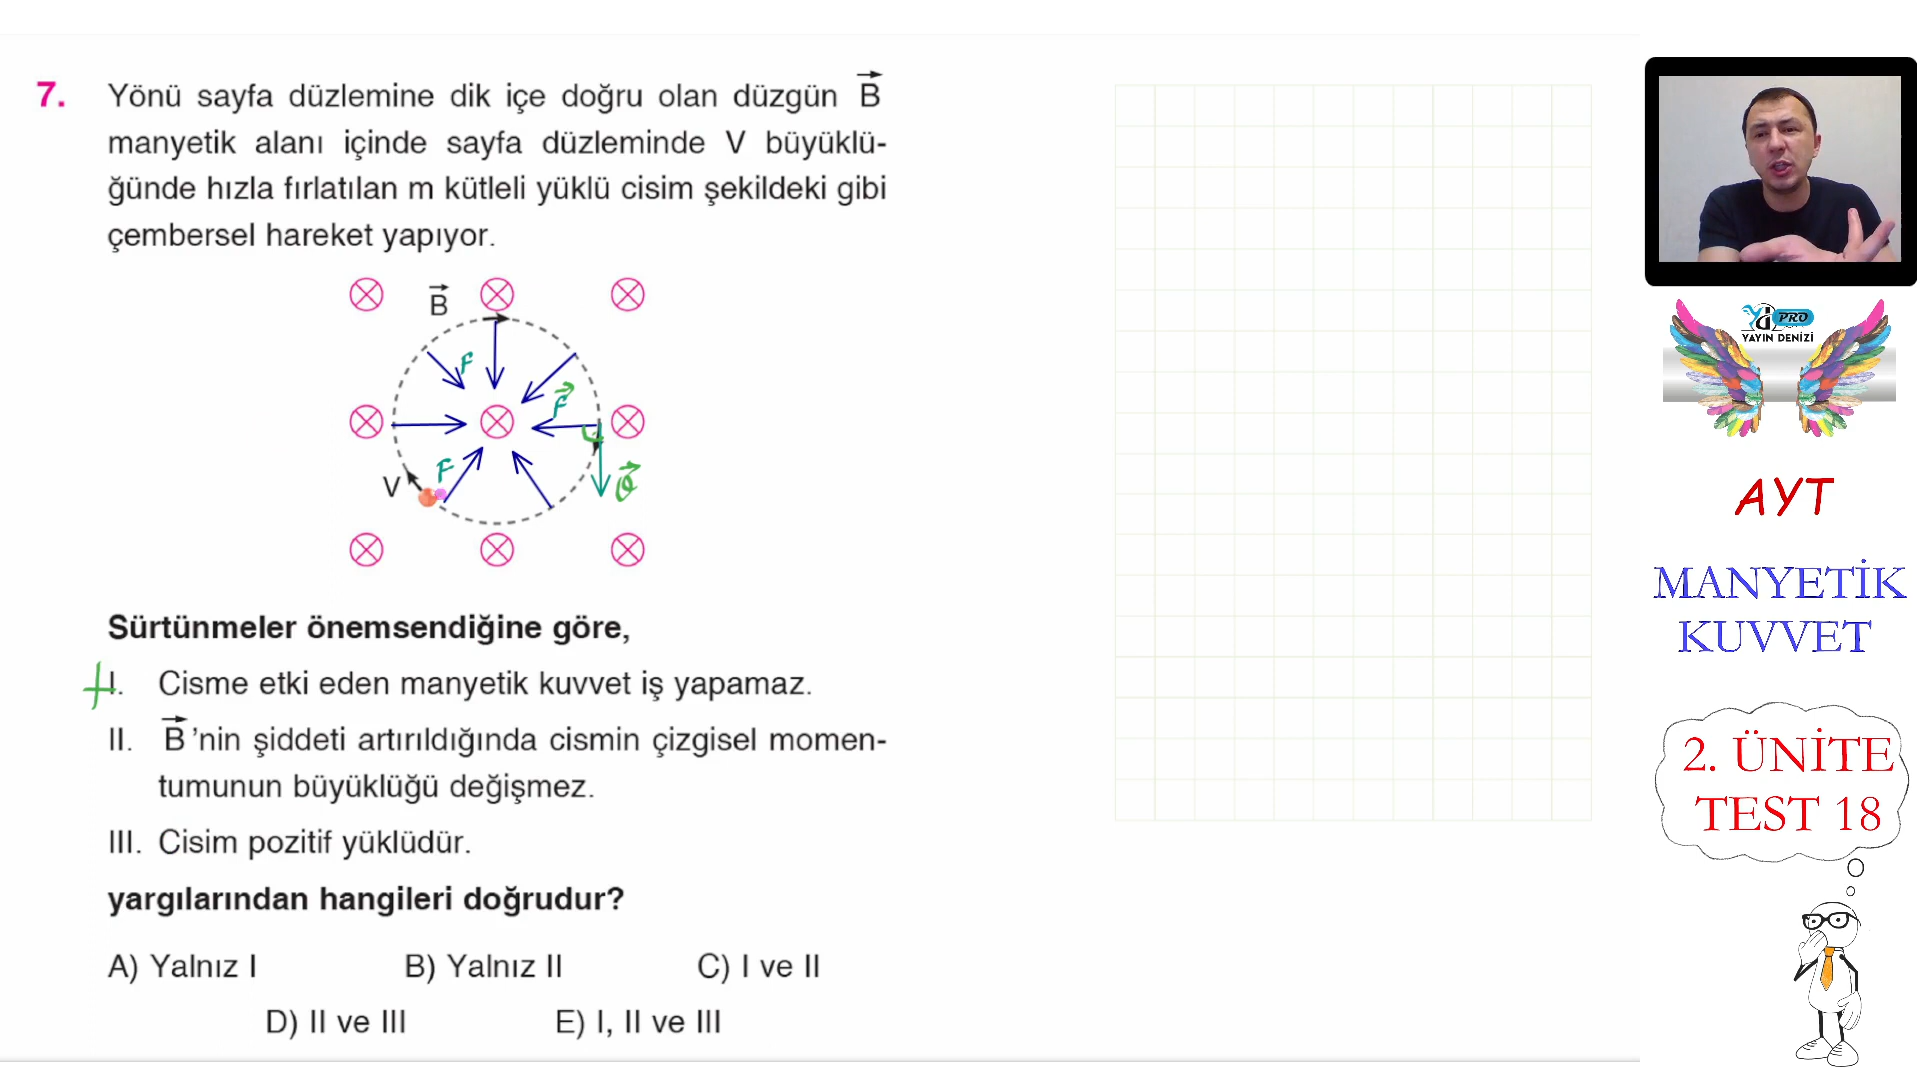 7. Yönü sayfa düzlemine dik içe doğru olan düzgün B
manyetik alanı içinde sayfa düzleminde V büyüklü-
ğünde hızla fırlatılan m kütleli yüklü cisim şekildeki gibi
çembersel hareket yapıyor.
B
F
F
F
V
Sürtünmeler önemsendiğine göre,
+I. Cisme etki eden manyetik kuvvet iş yapamaz.
II. B 'nin şiddeti artırıldığında cismin çizgisel momen-
tumunun büyüklüğü değişmez.
III. Cisim pozitif yüklüdür.
yargılarından hangileri doğrudur?
A) Yalnız I B) Yalnız II C) I ve II
D) II ve III E) I, II ve III
PRO
YAYIN DENİZİ
AYT
MANYETİK
KUVVET
2. ÜNİTE
TEST 18